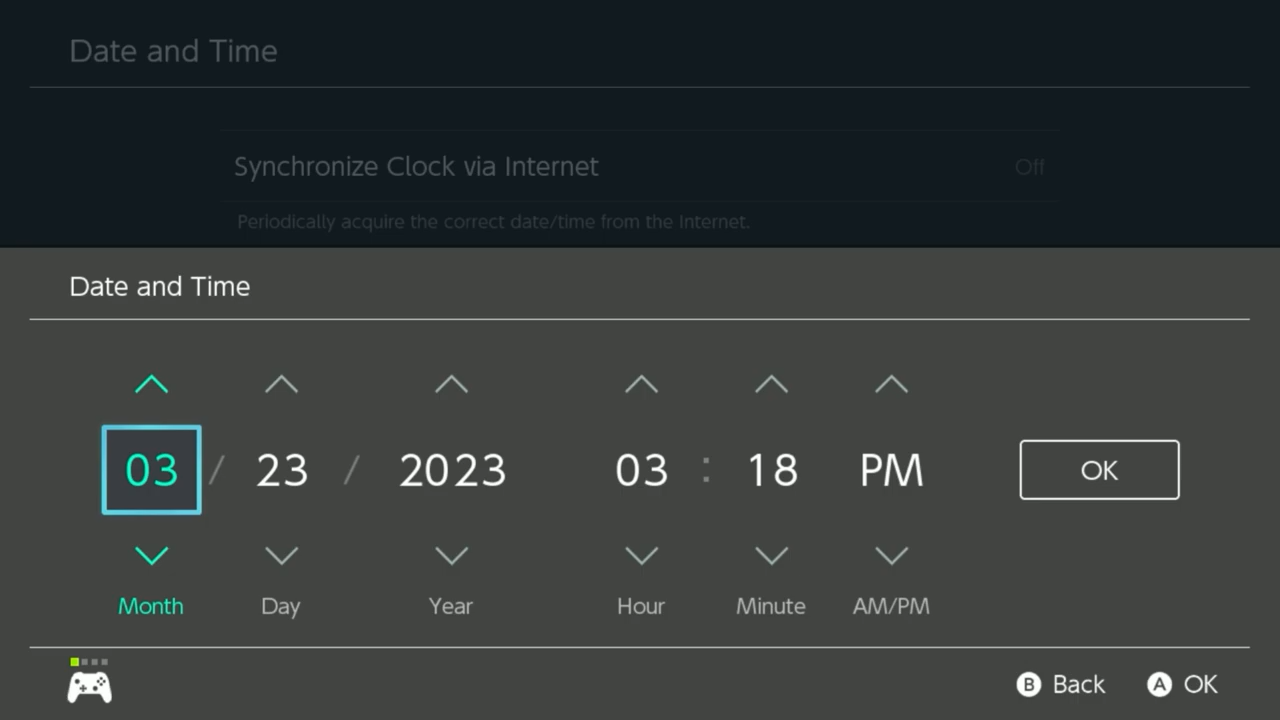 Date and Time
Synchronize Clock via Internet Off
Periodically acquire the correct date/time from the Internet.
Date and Time
03 / 23 / 2023 03 : 18 PM OK
Month Day Year Hour Minute AM/PM
B Back A OK